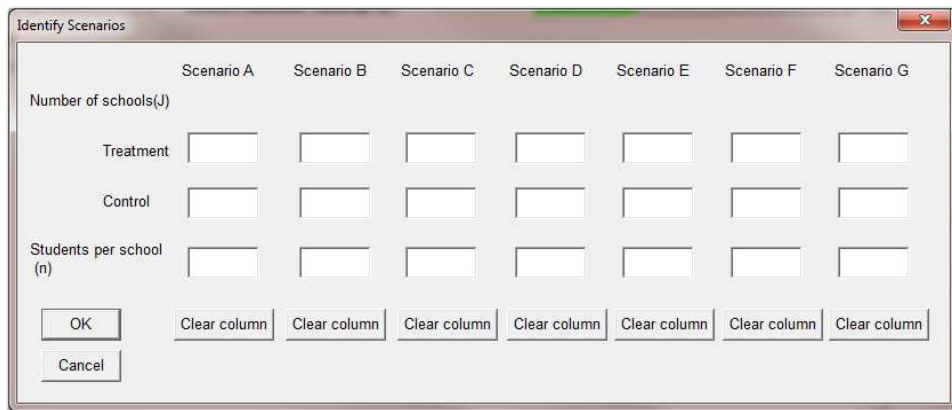 Identify Scenarios
x
Scenario A Scenario B Scenario C Scenario D Scenario E Scenario F Scenario G
Number of schools(J)
Treatment
Control
Students per school
(n)
OK Clear column Clear column Clear column Clear column Clear column Clear column Clear column
Cancel